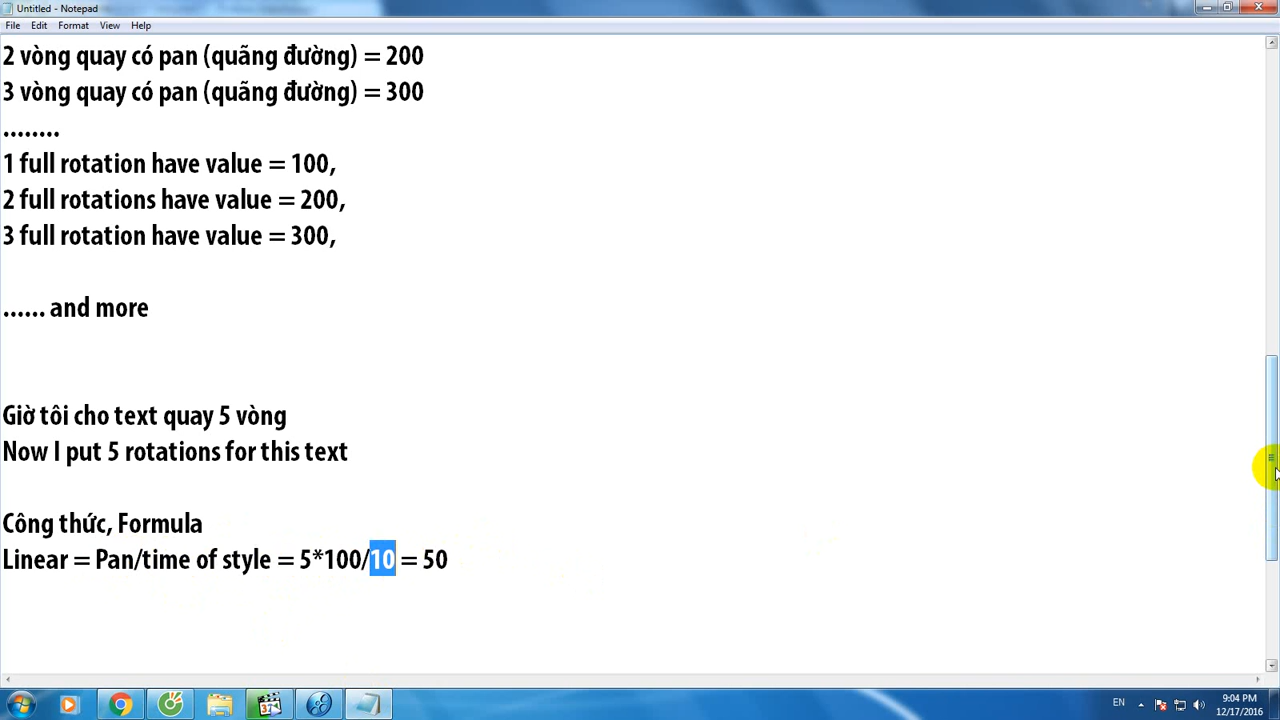 Untitled - Notepad
File Edit Format View Help
2 vòng quay có pan (quãng đường) = 200
3 vòng quay có pan (quãng đường) = 300
........
1 full rotation have value = 100,
2 full rotations have value = 200,
3 full rotation have value = 300,
...... and more
Giờ tôi cho text quay 5 vòng
Now I put 5 rotations for this text
Công thức, Formula
Linear = Pan/time of style = 5*100/10 = 50
EN
9:04 PM
12/17/2016